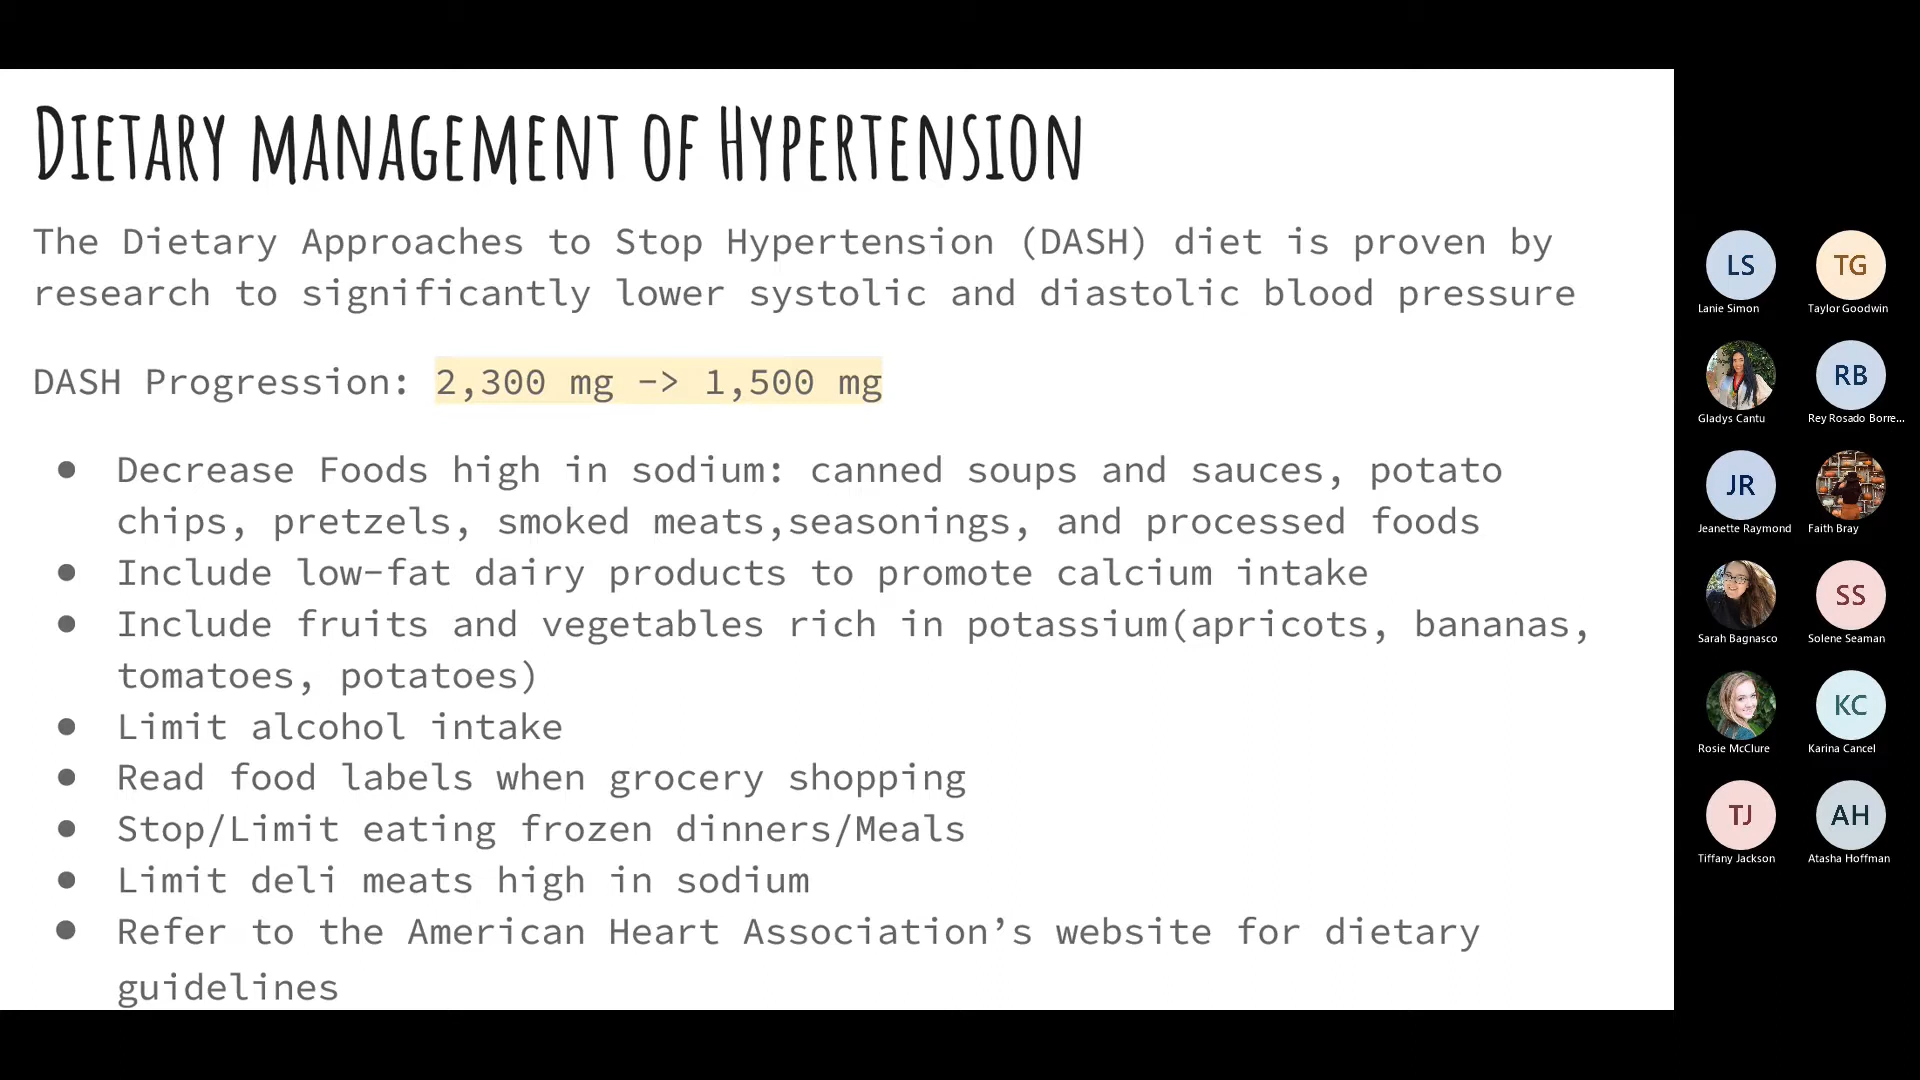 Dietary management of Hypertension
The Dietary Approaches to Stop Hypertension (DASH) diet is proven by
research to significantly lower systolic and diastolic blood pressure
DASH Progression: 2,300 mg -> 1,500 mg
● Decrease Foods high in sodium: canned soups and sauces, potato
chips, pretzels, smoked meats,seasonings, and processed foods
● Include low-fat dairy products to promote calcium intake
● Include fruits and vegetables rich in potassium(apricots, bananas,
tomatoes, potatoes)
● Limit alcohol intake
● Read food labels when grocery shopping
● Stop/Limit eating frozen dinners/Meals
● Limit deli meats high in sodium
● Refer to the American Heart Association’s website for dietary
guidelines
LS TG
Lanie Simon Taylor Goodwin
RB
Gladys Cantu Rey Rosado Borre...
JR
Jeanette Raymond Faith Bray
SS
Sarah Bagnasco Solene Seaman
KC
Rosie McClure Karina Cancel
TJ AH
Tiffany Jackson Atasha Hoffman